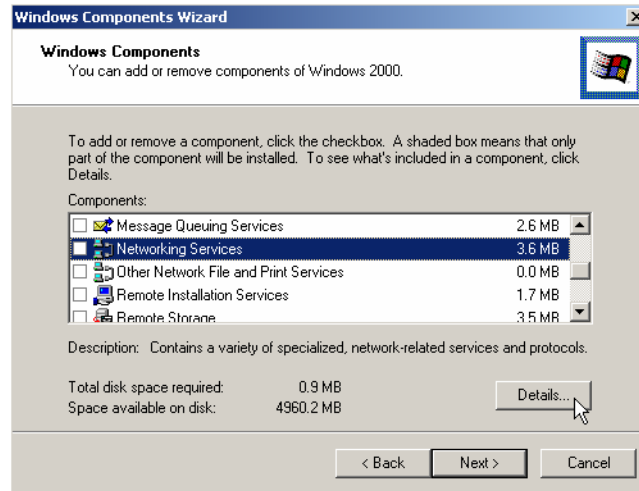 Windows Components Wizard
Windows Components
You can add or remove components of Windows 2000.
To add or remove a component, click the checkbox. A shaded box means that only
part of the component will be installed. To see what's included in a component, click
Details.
Components:
Message Queuing Services 2.6 MB
Networking Services 3.6 MB
Other Network File and Print Services 0.0 MB
Remote Installation Services 1.7 MB
Remote Storage 3.5 MB
Description: Contains a variety of specialized, network-related services and protocols.
Total disk space required: 0.9 MB
Space available on disk: 4960.2 MB
Details...
< Back Next > Cancel